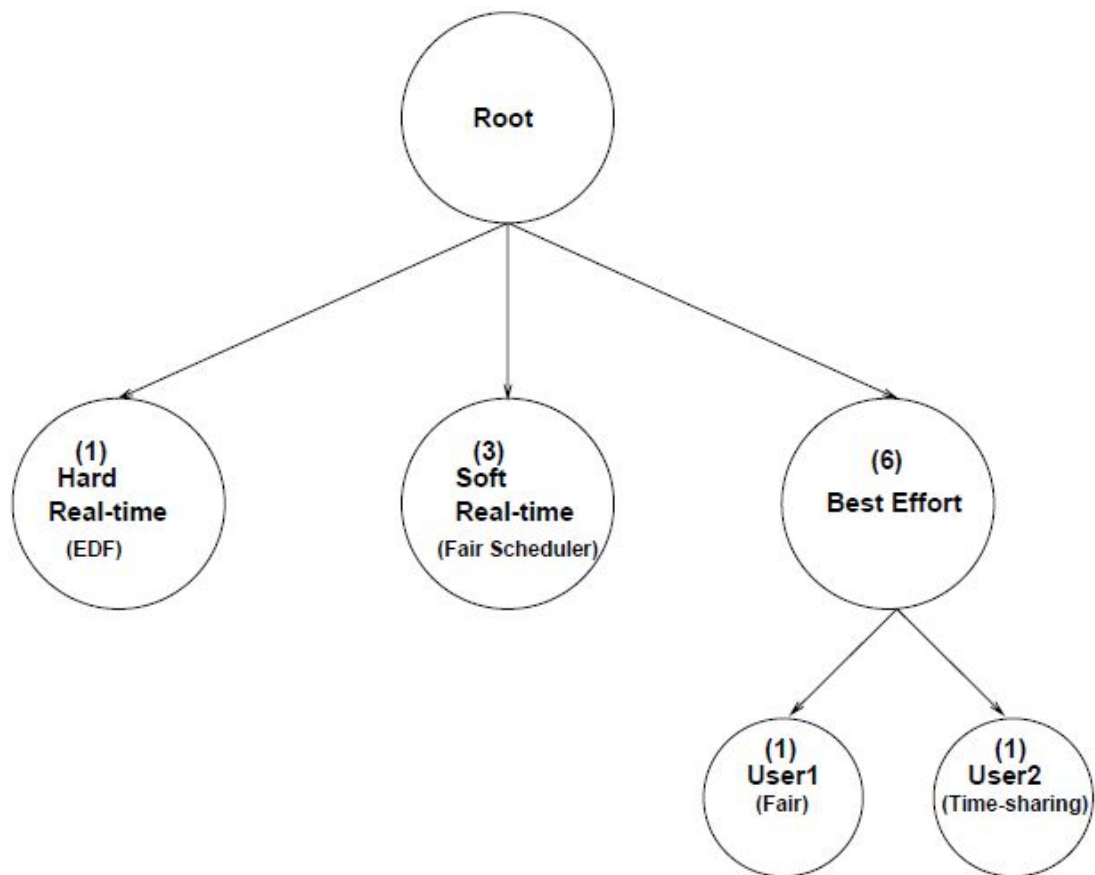 Root
(1)
Hard
Real-time
(EDF)
(3)
Soft
Real-time
(Fair Scheduler)
(6)
Best Effort
(1)
User1
(Fair)
(1)
User2
(Time-sharing)